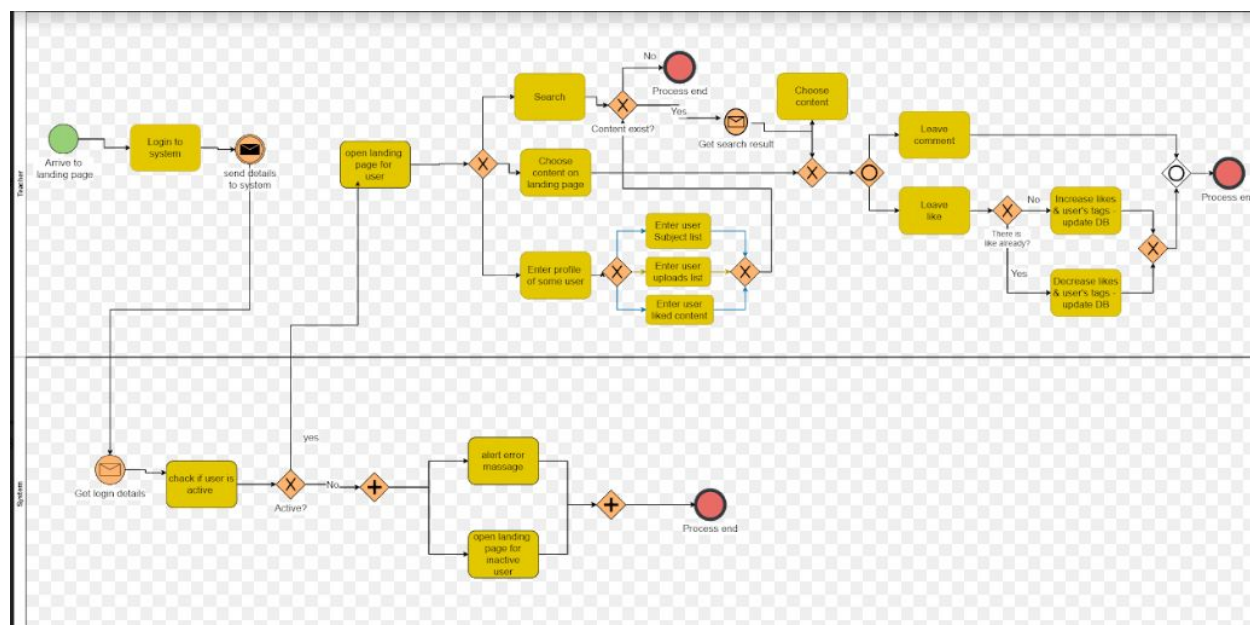 Teacher
Arrive to
landing page
Login to
system
send details
to system
open landing
page for
user
Search
No
Process end
Content exist?
Yes
Get search result
Choose
content
Choose
content on
landing page
Enter profile
of some user
Enter user
Subject list
Enter user
uploads list
Enter user
liked content
Leave
comment
Leave
like
There is
like already?
No
Increase likes
& user's tags -
update DB
Yes
Decrease likes
& user's tags -
update DB
Process end
System
Get login details
chack if user is
active
yes
Active?
No
alert error
massage
open landing
page for
inactive
user
Process end